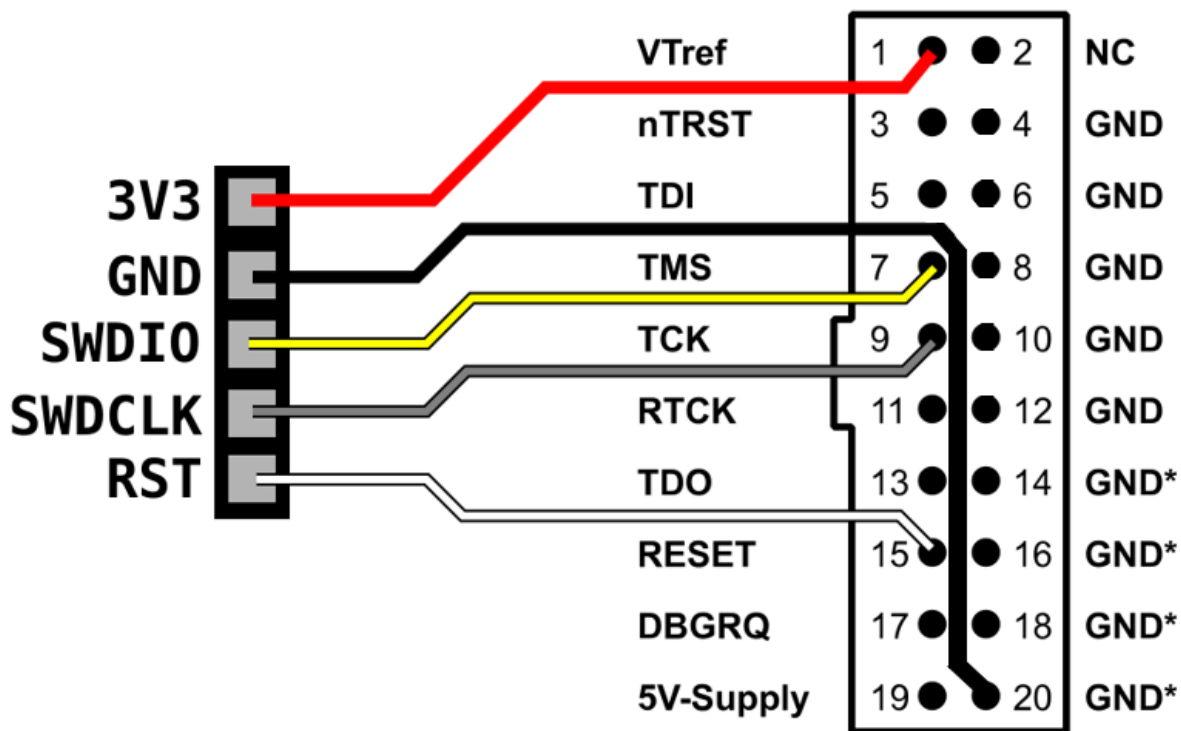 VTref 1 2 NC
nTRST 3 4 GND
TDI 5 6 GND
3V3
TMS 7 8 GND
GND
TCK 9 10 GND
SWDIO
RTCK 11 12 GND
SWDCLK
TDO 13 14 GND*
RST
RESET 15 16 GND*
DBGRQ 17 18 GND*
5V-Supply 19 20 GND*